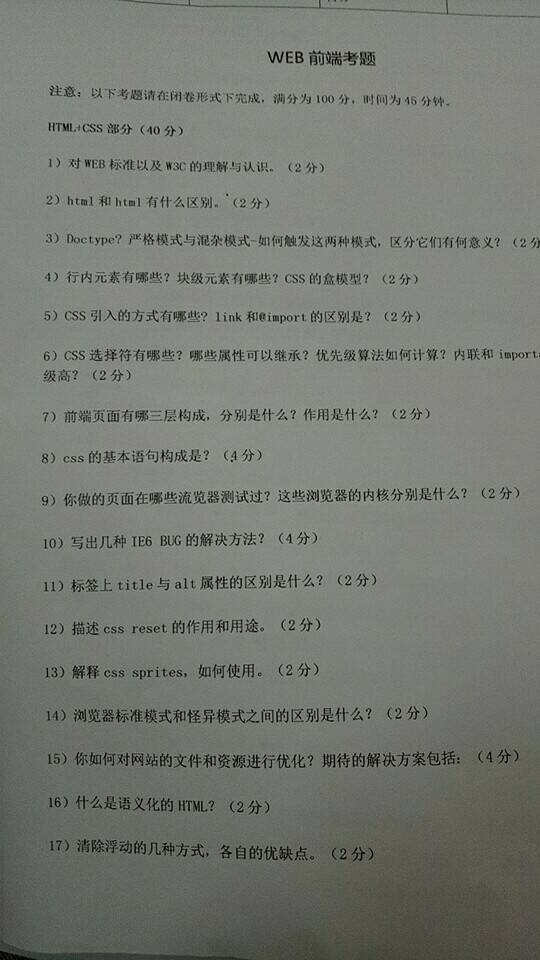 WEB 前端考题
注意：以下考题请在闭卷形式下完成，满分为 100 分，时间为 45 分钟。
HTML+CSS 部分（40 分）
1）对 WEB 标准以及 W3C 的理解与认识。（2 分）
2）html 和 html 有什么区别。（2 分）
3）Doctype? 严格模式与混杂模式-如何触发这两种模式，区分它们有何意义？（2 分
4）行内元素有哪些？块级元素有哪些？CSS 的盒模型？（2 分）
5）CSS 引入的方式有哪些? link 和@import 的区别是？（2 分）
6）CSS 选择符有哪些？哪些属性可以继承？优先级算法如何计算？内联和 import
级高？（2 分）
7）前端页面有哪三层构成，分别是什么？作用是什么？（2 分）
8）css 的基本语句构成是？（4 分）
9）你做的页面在哪些流览器测试过？这些浏览器的内核分别是什么？（2 分）
10）写出几种 IE6 BUG 的解决方法？（4 分）
11）标签上 title 与 alt 属性的区别是什么？（2 分）
12）描述 css reset 的作用和用途。（2 分）
13）解释 css sprites，如何使用。（2 分）
14）浏览器标准模式和怪异模式之间的区别是什么？（2 分）
15）你如何对网站的文件和资源进行优化？期待的解决方案包括:（4 分）
16）什么是语义化的 HTML？（2 分）
17）清除浮动的几种方式，各自的优缺点。（2 分）